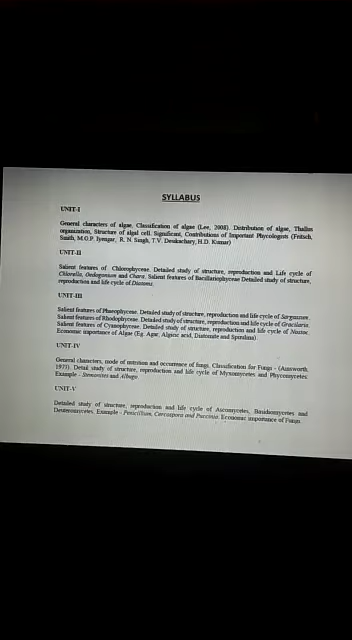 SYLLABUS
UNIT-I
General characters of algae, Classification of algae (Lee, 2008). Distribution of algae, Thallus
organization, Structure of algal cell. Significant, Contributions of Important Phycologists (Fritsch,
Smith, M.O.P. Iyengar, R. N. Singh, T.V. Desikachary, H.D. Kumar)
UNIT-II
Salient features of Chlorophyceae. Detailed study of structure, reproduction and Life cycle of
Chlorella, Oedogonium and Chara. Salient features of Bacillariophyceae Detailed study of structure,
reproduction and life cycle of Diatoms.
UNIT-III
Salient features of Phaeophyceae. Detailed study of structure, reproduction and life cycle of Sargassum.
Salient features of Rhodophyceae. Detailed study of structure, reproduction and life cycle of Gracilaria.
Salient features of Cyanophyceae. Detailed study of structure, reproduction and life cycle of Nostoc.
Economic importance of Algae (Eg. Agar, Alginic acid, Diatomite and Spirulina).
UNIT-IV
General characters, mode of nutrition and occurrence of fungi. Classification for Fungi - (Ainsworth,
1973). Detail study of structure, reproduction and life cycle of Myxomycetes and Phycomycetes.
Example - Stemonites and Albugo.
UNIT-V
Detailed study of structure, reproduction and life cycle of Ascomycetes, Basidiomycetes and
Deuteromycetes. Example - Penicillium, Cercospora and Puccinia. Economic importance of Fungi.